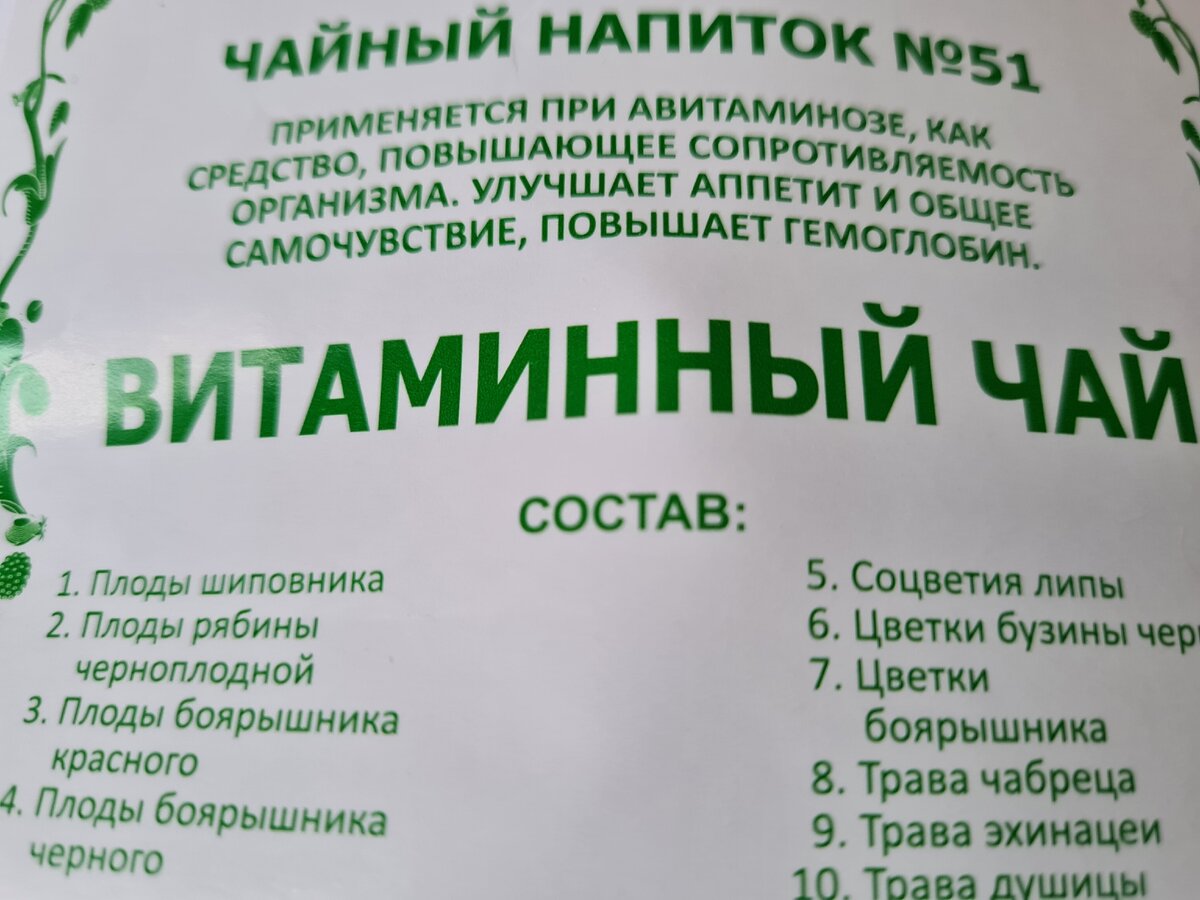 ЧАЙНЫЙ НАПИТОК №51
ПРИМЕНЯЕТСЯ ПРИ АВИТАМИНОЗЕ, КАК
СРЕДСТВО, ПОВЫШАЮЩЕЕ СОПРОТИВЛЯЕМОСТЬ
ОРГАНИЗМА. УЛУЧШАЕТ АППЕТИТ И ОБЩЕЕ
САМОЧУВСТВИЕ, ПОВЫШАЕТ ГЕМОГЛОБИН.
ВИТАМИННЫЙ ЧАЙ
СОСТАВ:
1. Плоды шиповника
2. Плоды рябины
черноплодной
3. Плоды боярышника
красного
4. Плоды боярышника
черного
5. Соцветия липы
6. Цветки бузины
7. Цветки
боярышника
8. Трава чабреца
9. Трава эхинацеи
10. Трава душицы